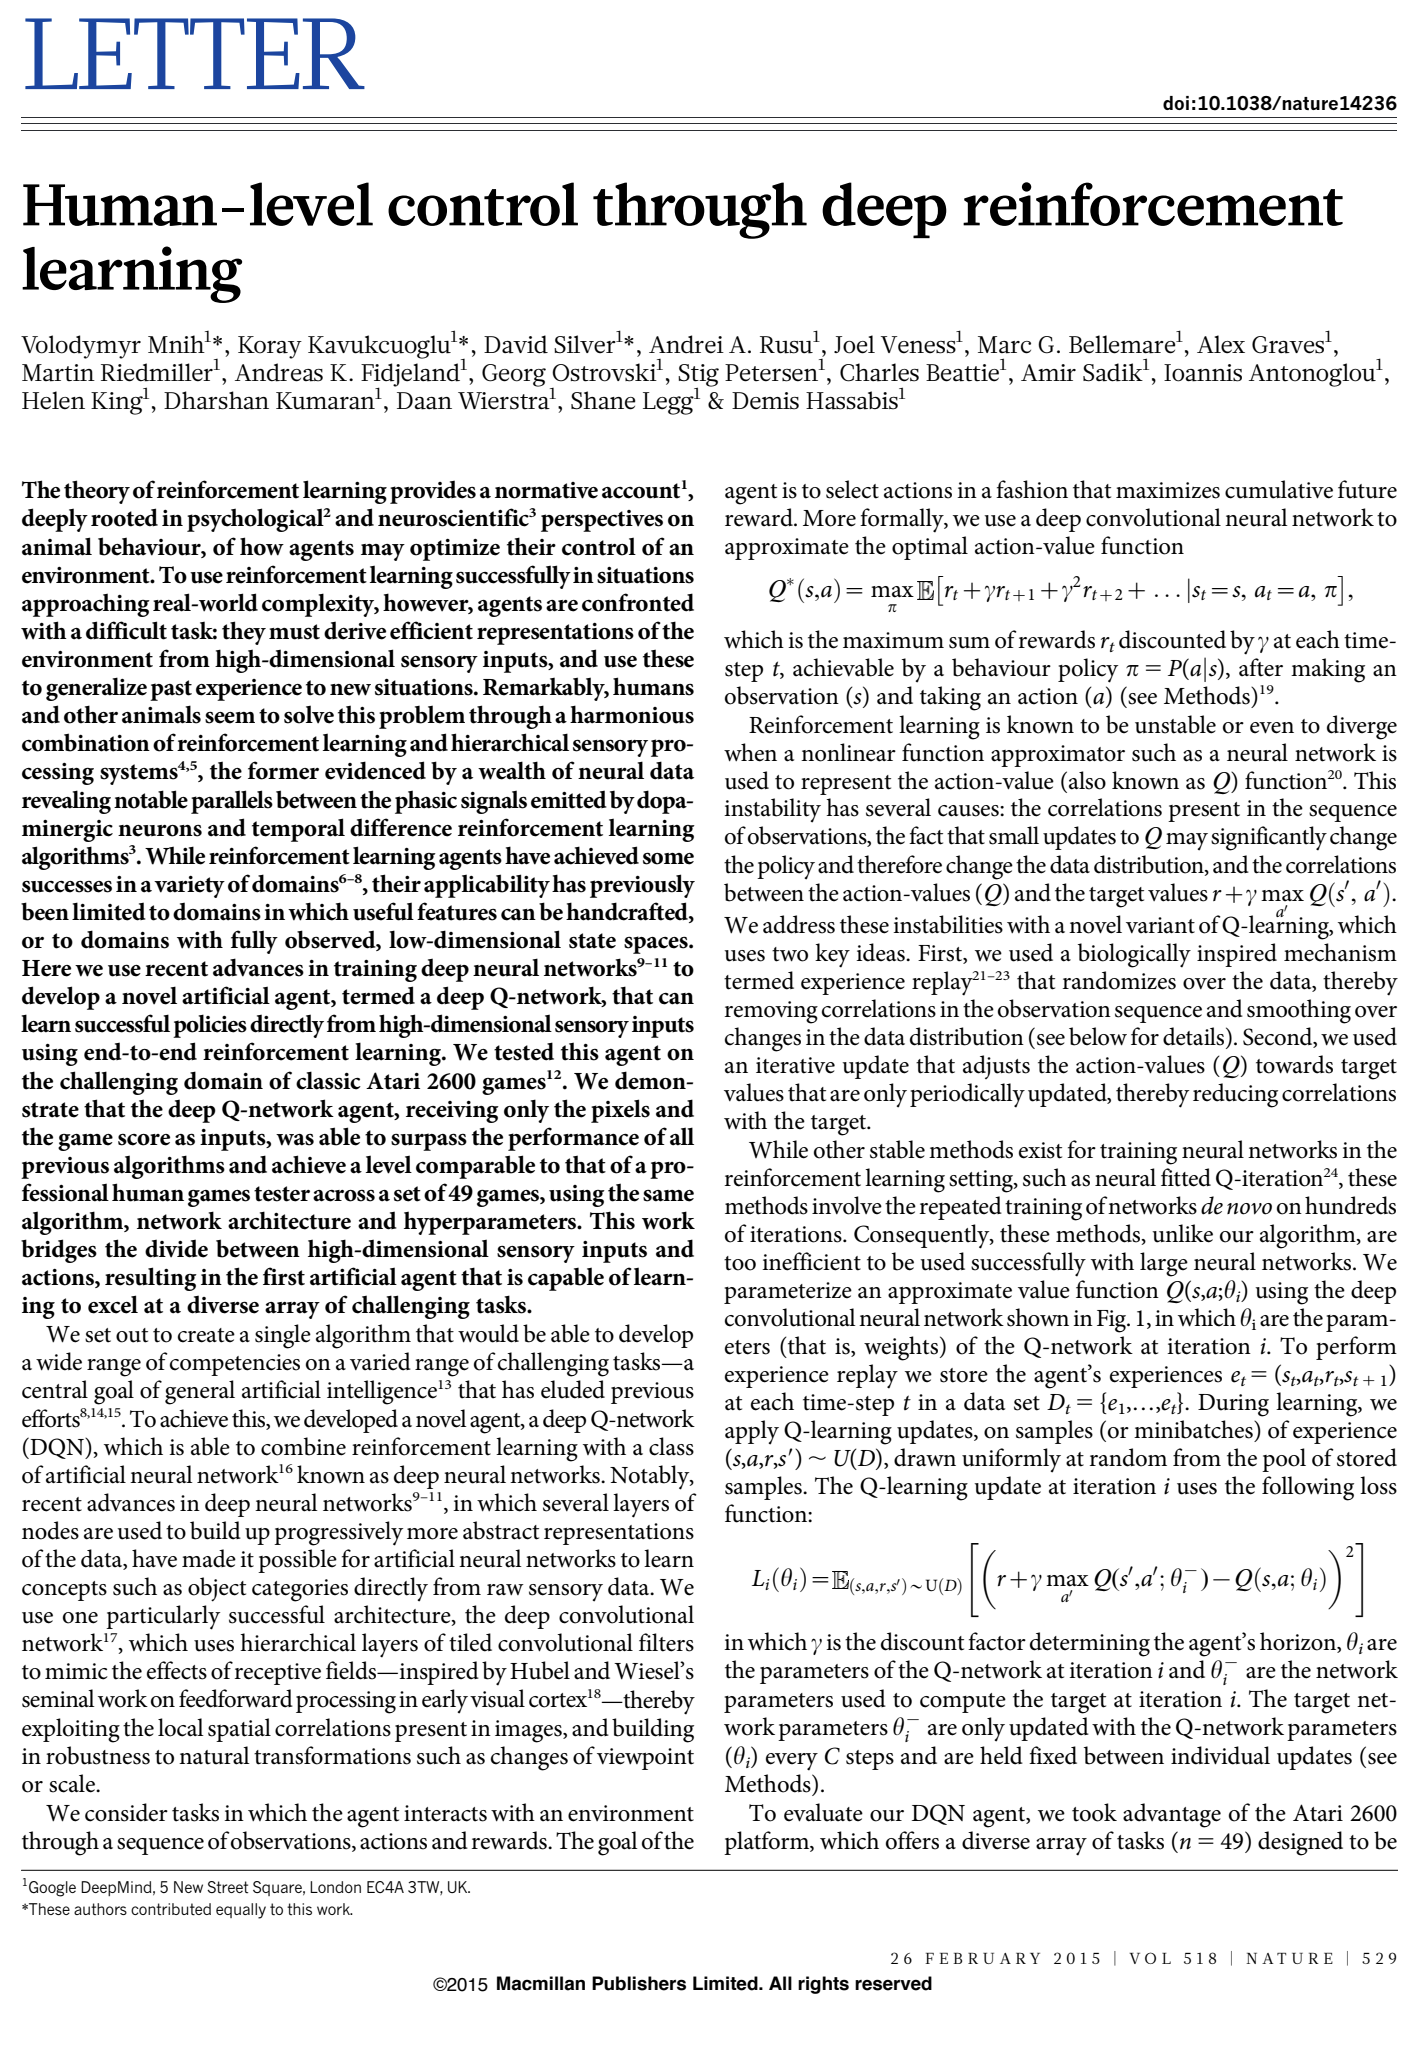 LETTER
doi:10.1038/nature14236
Human-level control through deep reinforcement
learning
Volodymyr Mnih¹*, Koray Kavukcuoglu¹*, David Silver¹*, Andrei A. Rusu¹, Joel Veness¹, Marc G. Bellemare¹, Alex Graves¹,
Martin Riedmiller¹, Andreas K. Fidjeland¹, Georg Ostrovski¹, Stig Petersen¹, Charles Beattie¹, Amir Sadik¹, Ioannis Antonoglou¹,
Helen King¹, Dharshan Kumaran¹, Daan Wierstra¹, Shane Legg¹ & Demis Hassabis¹
The theory of reinforcement learning provides a normative account¹,
deeply rooted in psychological² and neuroscientific³ perspectives on
animal behaviour, of how agents may optimize their control of an
environment. To use reinforcement learning successfully in situations
approaching real-world complexity, however, agents are confronted
with a difficult task: they must derive efficient representations of the
environment from high-dimensional sensory inputs, and use these
to generalize past experience to new situations. Remarkably, humans
and other animals seem to solve this problem through a harmonious
combination of reinforcement learning and hierarchical sensory pro-
cessing systems⁴,⁵, the former evidenced by a wealth of neural data
revealing notable parallels between the phasic signals emitted by dopa-
minergic neurons and temporal difference reinforcement learning
algorithms³. While reinforcement learning agents have achieved some
successes in a variety of domains⁶⁻⁸, their applicability has previously
been limited to domains in which useful features can be handcrafted,
or to domains with fully observed, low-dimensional state spaces.
Here we use recent advances in training deep neural networks⁹⁻¹¹ to
develop a novel artificial agent, termed a deep Q-network, that can
learn successful policies directly from high-dimensional sensory inputs
using end-to-end reinforcement learning. We tested this agent on
the challenging domain of classic Atari 2600 games¹². We demon-
strate that the deep Q-network agent, receiving only the pixels and
the game score as inputs, was able to surpass the performance of all
previous algorithms and achieve a level comparable to that of a pro-
fessional human games tester across a set of 49 games, using the same
algorithm, network architecture and hyperparameters. This work
bridges the divide between high-dimensional sensory inputs and
actions, resulting in the first artificial agent that is capable of learn-
ing to excel at a diverse array of challenging tasks.
We set out to create a single algorithm that would be able to develop
a wide range of competencies on a varied range of challenging tasks—a
central goal of general artificial intelligence¹³ that has eluded previous
efforts⁸,¹⁴,¹⁵. To achieve this, we developed a novel agent, a deep Q-network
(DQN), which is able to combine reinforcement learning with a class
of artificial neural network¹⁶ known as deep neural networks. Notably,
recent advances in deep neural networks⁹⁻¹¹, in which several layers of
nodes are used to build up progressively more abstract representations
of the data, have made it possible for artificial neural networks to learn
concepts such as object categories directly from raw sensory data. We
use one particularly successful architecture, the deep convolutional
network¹⁷, which uses hierarchical layers of tiled convolutional filters
to mimic the effects of receptive fields—inspired by Hubel and Wiesel's
seminal work on feedforward processing in early visual cortex¹⁸—thereby
exploiting the local spatial correlations present in images, and building
in robustness to natural transformations such as changes of viewpoint
or scale.
We consider tasks in which the agent interacts with an environment
through a sequence of observations, actions and rewards. The goal of the
agent is to select actions in a fashion that maximizes cumulative future
reward. More formally, we use a deep convolutional neural network to
approximate the optimal action-value function
Q*(s,a) = max_π 𝔼[r_t + γr_{t+1} + γ²r_{t+2} + ... |s_t = s, a_t = a, π],
which is the maximum sum of rewards r_t discounted by γ at each time-
step t, achievable by a behaviour policy π = P(a|s), after making an
observation (s) and taking an action (a) (see Methods)¹⁹.
Reinforcement learning is known to be unstable or even to diverge
when a nonlinear function approximator such as a neural network is
used to represent the action-value (also known as Q) function²⁰. This
instability has several causes: the correlations present in the sequence
of observations, the fact that small updates to Q may significantly change
the policy and therefore change the data distribution, and the correlations
between the action-values (Q) and the target values r + γ max_{a′} Q(s′, a′).
We address these instabilities with a novel variant of Q-learning, which
uses two key ideas. First, we used a biologically inspired mechanism
termed experience replay²¹⁻²³ that randomizes over the data, thereby
removing correlations in the observation sequence and smoothing over
changes in the data distribution (see below for details). Second, we used
an iterative update that adjusts the action-values (Q) towards target
values that are only periodically updated, thereby reducing correlations
with the target.
While other stable methods exist for training neural networks in the
reinforcement learning setting, such as neural fitted Q-iteration²⁴, these
methods involve the repeated training of networks de novo on hundreds
of iterations. Consequently, these methods, unlike our algorithm, are
too inefficient to be used successfully with large neural networks. We
parameterize an approximate value function Q(s,a;θ_i) using the deep
convolutional neural network shown in Fig. 1, in which θ_i are the param-
eters (that is, weights) of the Q-network at iteration i. To perform
experience replay we store the agent's experiences e_t = (s_t,a_t,r_t,s_{t+1})
at each time-step t in a data set D_t = {e_1,...,e_t}. During learning, we
apply Q-learning updates, on samples (or minibatches) of experience
(s,a,r,s′) ~ U(D), drawn uniformly at random from the pool of stored
samples. The Q-learning update at iteration i uses the following loss
function:
L_i(θ_i) = 𝔼_{(s,a,r,s′)~U(D)} [(r + γ max_{a′} Q(s′,a′; θ_i⁻) − Q(s,a; θ_i))²]
in which γ is the discount factor determining the agent's horizon, θ_i are
the parameters of the Q-network at iteration i and θ_i⁻ are the network
parameters used to compute the target at iteration i. The target net-
work parameters θ_i⁻ are only updated with the Q-network parameters
(θ_i) every C steps and are held fixed between individual updates (see
Methods).
To evaluate our DQN agent, we took advantage of the Atari 2600
platform, which offers a diverse array of tasks (n = 49) designed to be
¹Google DeepMind, 5 New Street Square, London EC4A 3TW, UK.
*These authors contributed equally to this work.
26 FEBRUARY 2015 | VOL 518 | NATURE | 529
©2015 Macmillan Publishers Limited. All rights reserved